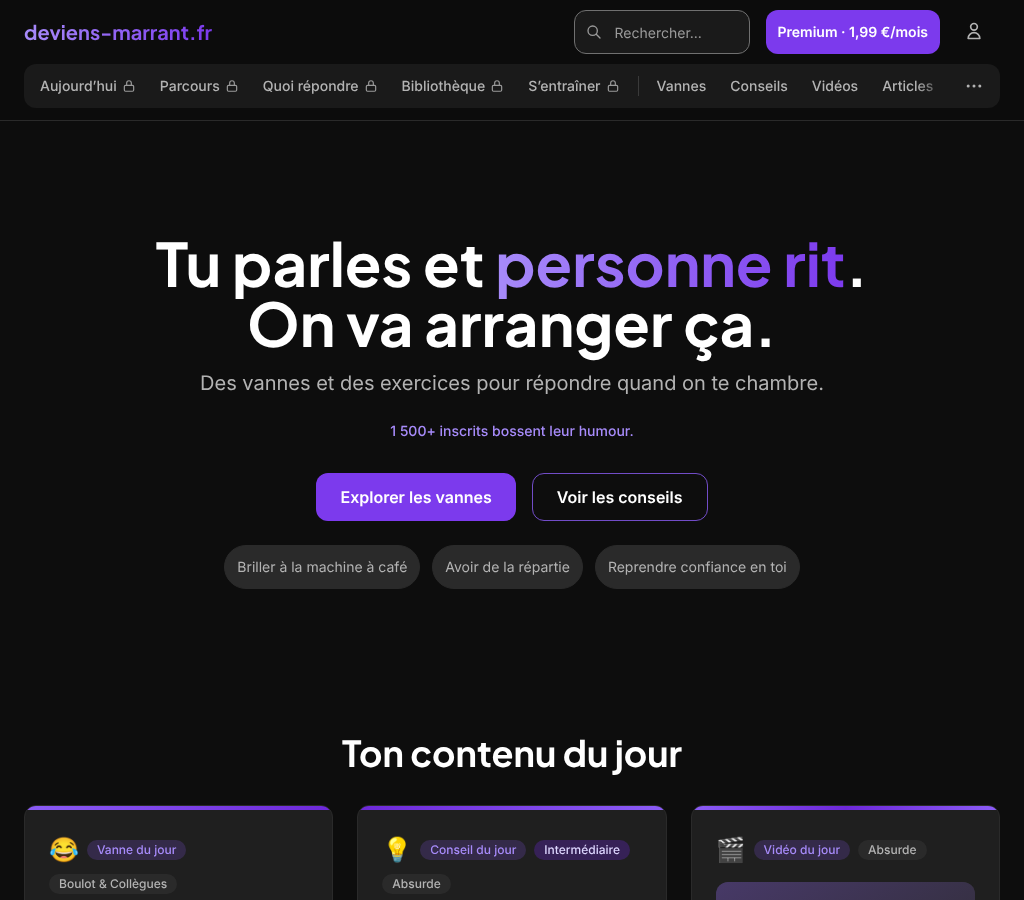 deviens-marrant.fr
Rechercher...
Premium · 1,99 €/mois
Aujourd’hui
Parcours
Quoi répondre
Bibliothèque
S’entraîner
Vannes
Conseils
Vidéos
Articles
Tu parles et personne rit.
On va arranger ça.
Des vannes et des exercices pour répondre quand on te chambre.
1 500+ inscrits bossent leur humour.
Explorer les vannes
Voir les conseils
Briller à la machine à café
Avoir de la répartie
Reprendre confiance en toi
Ton contenu du jour
Vanne du jour
Boulot & Collègues
Conseil du jour
Intermédiaire
Absurde
Vidéo du jour
Absurde